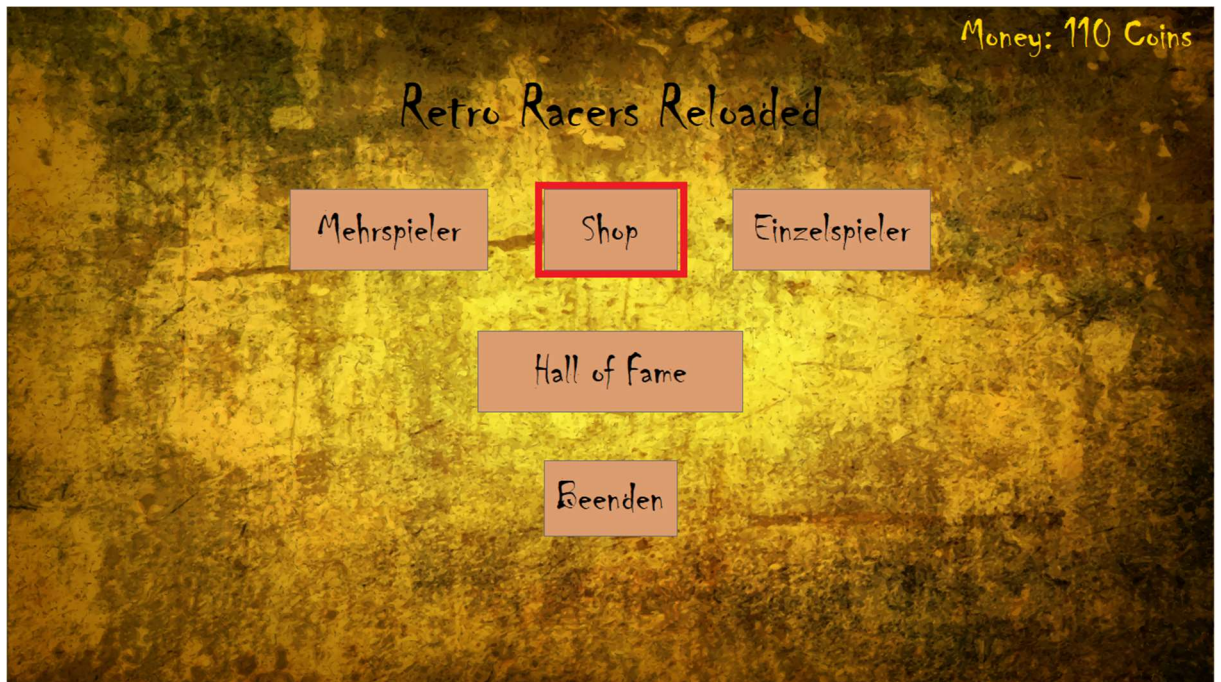 Money: 110 Coins
Retro Racers Reloaded
Mehrspieler
Shop
Einzelspieler
Hall of Fame
Beenden